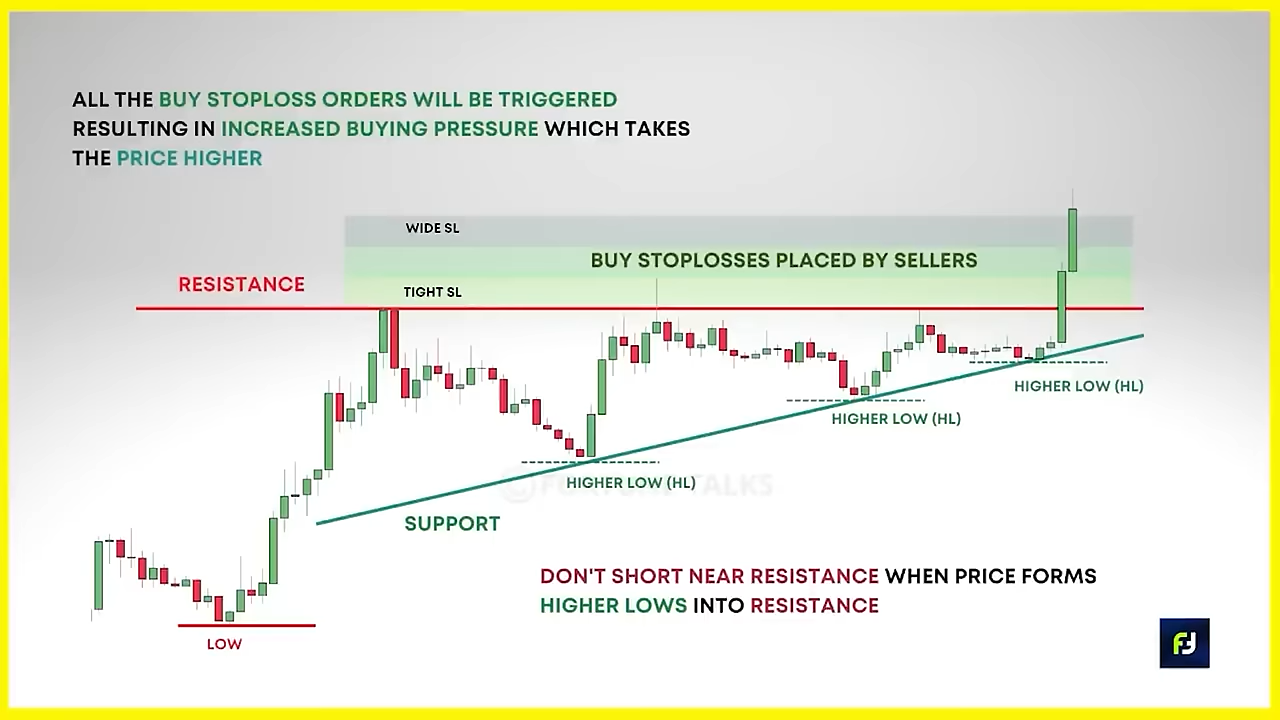 ALL THE BUY STOPLOSS ORDERS WILL BE TRIGGERED
RESULTING IN INCREASED BUYING PRESSURE WHICH TAKES
THE PRICE HIGHER
WIDE SL
BUY STOPLOSSES PLACED BY SELLERS
RESISTANCE
TIGHT SL
HIGHER LOW (HL)
HIGHER LOW (HL)
HIGHER LOW (HL)
TALKS
SUPPORT
DON'T SHORT NEAR RESISTANCE WHEN PRICE FORMS
HIGHER LOWS INTO RESISTANCE
LOW